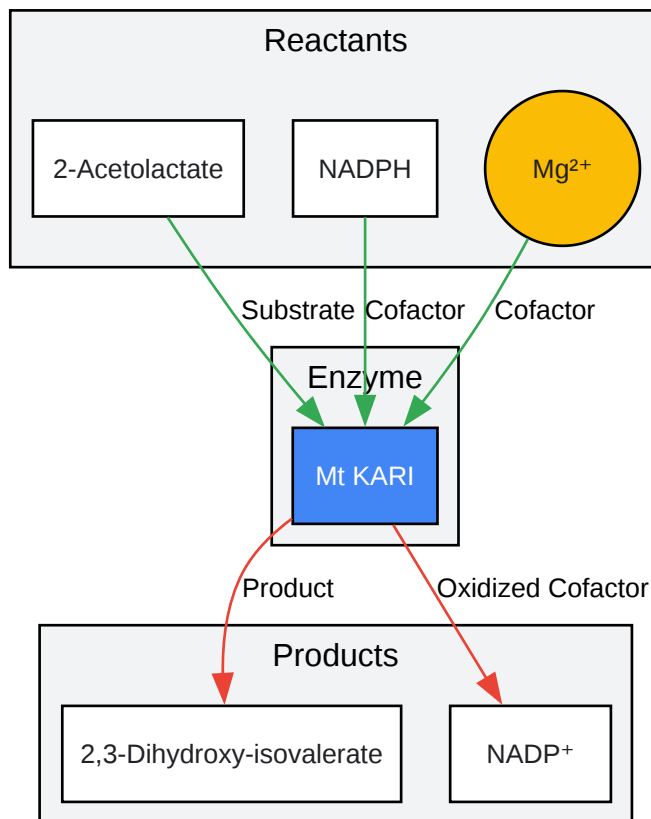 Reactants
2-Acetolactate
NADPH
Mg²⁺
Substrate
Cofactor
Cofactor
Enzyme
Mt KARI
Product
Oxidized Cofactor
Products
2,3-Dihydroxy-isovalerate
NADP⁺